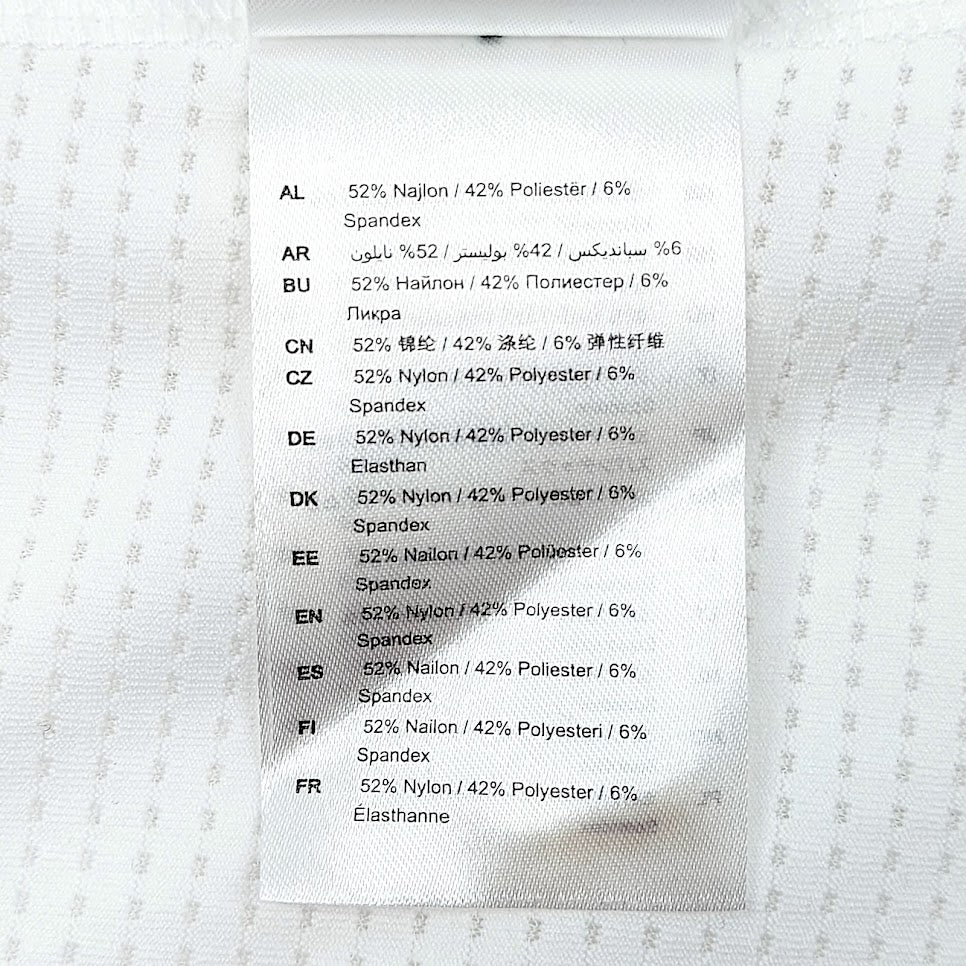 AL 52% Najlon / 42% Poliestër / 6%
Spandex
AR %6 سباندیكس / 42% بولیستر / 52% نایلون
BU 52% Найлон / 42% Полиестер / 6%
Ликра
CN 52% 锦纶 / 42% 涤纶 / 6% 弹性纤维
CZ 52% Nylon / 42% Polyester / 6%
Spandex
DE 52% Nylon / 42% Polyester / 6%
Elasthan
DK 52% Nylon / 42% Polyester / 6%
Spandex
EE 52% Nailon / 42% Polüester / 6%
Spandex
EN 52% Nylon / 42% Polyester / 6%
Spandex
ES 52% Nailon / 42% Poliester / 6%
Spandex
FI 52% Nailon / 42% Polyesteri / 6%
Spandex
FR 52% Nylon / 42% Polyester / 6%
Élasthanne